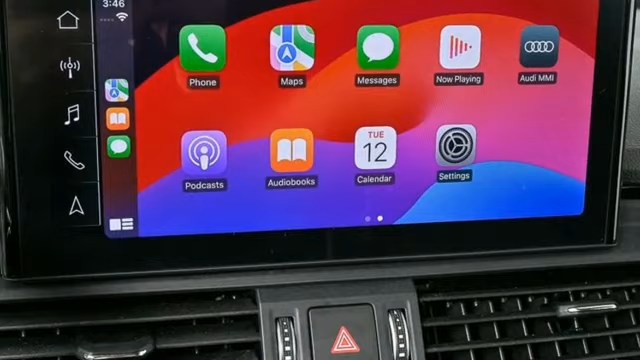 3:46
Phone
Maps
Messages
Now Playing
Audi MMI
Podcasts
Audiobooks
TUE
12
Calendar
Settings